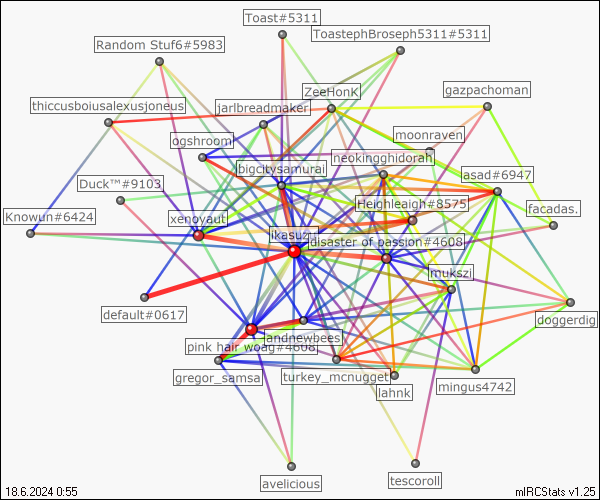 Toast#5311
ToastephBroseph5311#5311
Random Stuf6#5983
ZeeHonK
gazpachoman
thiccusboiusalexusjoneus
jarlbreadmaker
moonraven
ogshroom
neokingghidorah
bigcitysamurai
asad#6947
Duck™#9103
Heighleaigh#8575
Knowun#6424
xenoyaut
facadas.
disaster of passion#4608
mukszi
default#0617
doggerdig
landnewbees
pink hair woag#4608
gregor_samsa
turkey_mcnugget
mingus4742
lahnk
avelicious
tescoroll
18.6.2024 0:55
mIRCStats v1.25